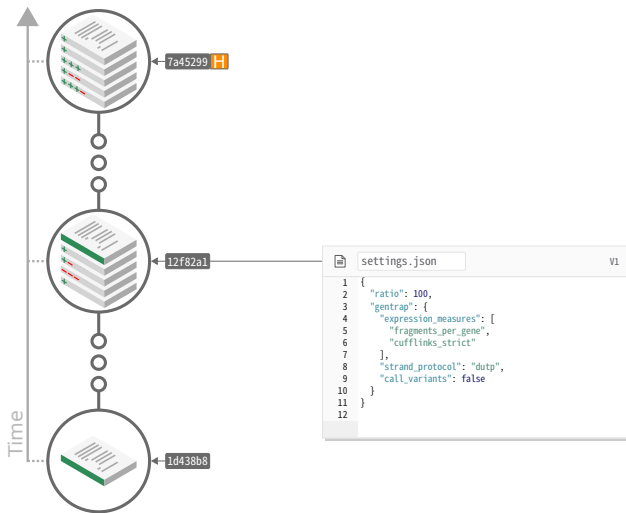 7a45299 H
12f82a1
settings.json V1
1 {
2 "ratio": 100,
3 "gentrap": {
4 "expression_measures": [
5 "fragments_per_gene",
6 "cufflinks_strict"
7 ],
8 "strand_protocol": "dutp",
9 "call_variants": false
10 }
11 }
12
Time
1d438b8